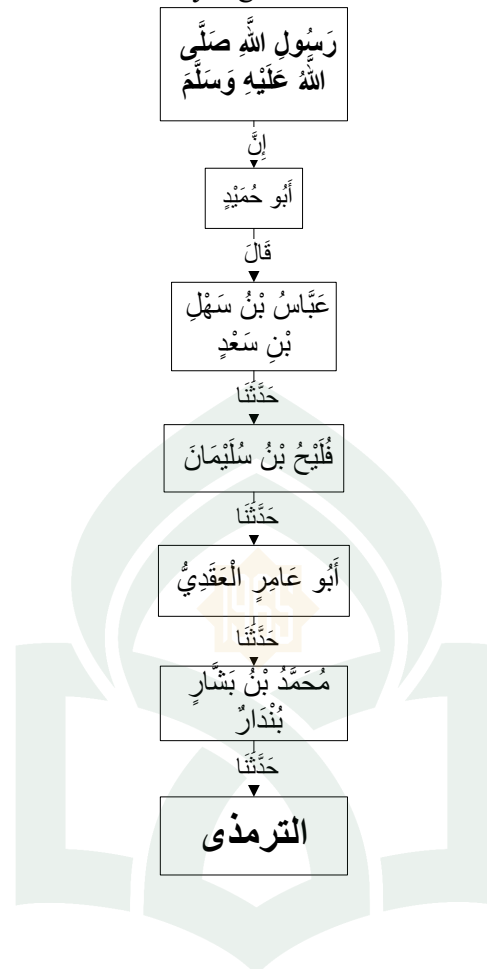 رَسُولِ اللَّهِ صَلَّى
اللَّهُ عَلَيْهِ وَسَلَّمَ
إِنَّ
أَبُو حُمَيْدٍ
قَالَ
عَبَّاسُ بْنُ سَهْلِ
بْنِ سَعْدٍ
حَدَّثَنَا
فُلَيْحُ بْنُ سُلَيْمَانَ
حَدَّثَنَا
أَبُو عَامِرٍ الْعَقَدِيُّ
حَدَّثَنَا
مُحَمَّدُ بْنُ بَشَّارٍ
بُنْدَارٌ
حَدَّثَنَا
الترمذى